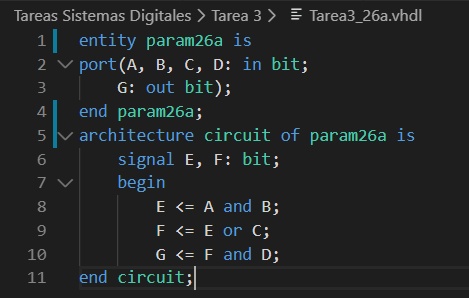 Tareas Sistemas Digitales > Tarea 3 > Tarea3_26a.vhdl
1 entity param26a is
2 port(A, B, C, D: in bit;
3 G: out bit);
4 end param26a;
5 architecture circuit of param26a is
6 signal E, F: bit;
7 begin
8 E <= A and B;
9 F <= E or C;
10 G <= F and D;
11 end circuit;